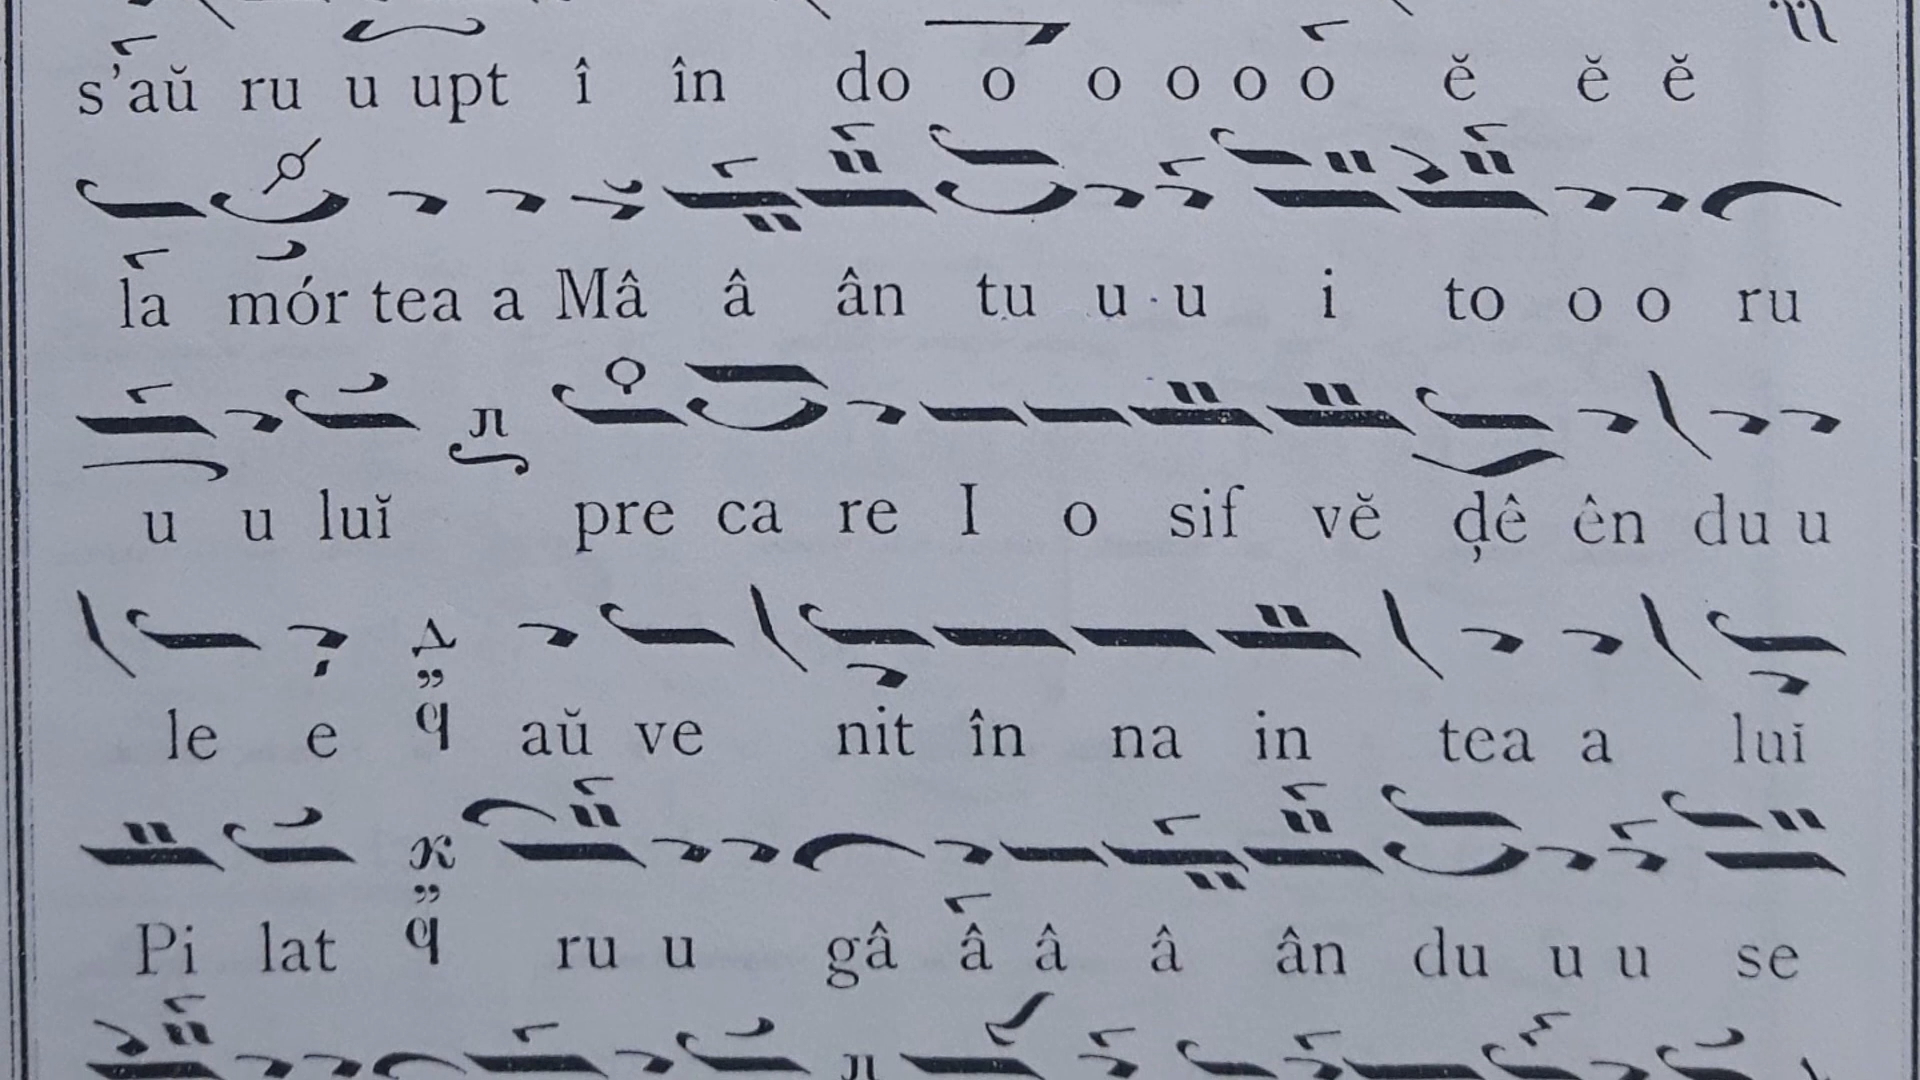 s'aŭ ru u upt î în do o o o o o ĕ ĕ ĕ
la mór tea a Mâ â ân tu u u i to o o ru
u u luĭ pre ca re I o sif vĕ ḑê ên du u
le e aŭ ve nit în na in tea a luĭ
Pi lat ru u gâ â â â ân du u u se